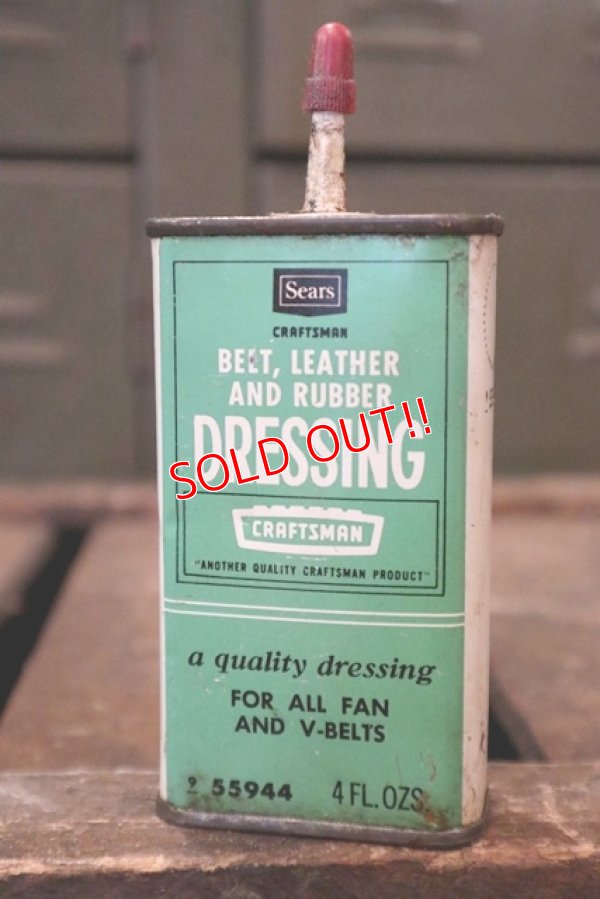 Sears
CRAFTSMAN
BELT, LEATHER
AND RUBBER
DRESSING
SOLD OUT!!
CRAFTSMAN
"ANOTHER QUALITY CRAFTSMAN PRODUCT"
a quality dressing
FOR ALL FAN
AND V-BELTS
9 55944 4 FL. OZS.